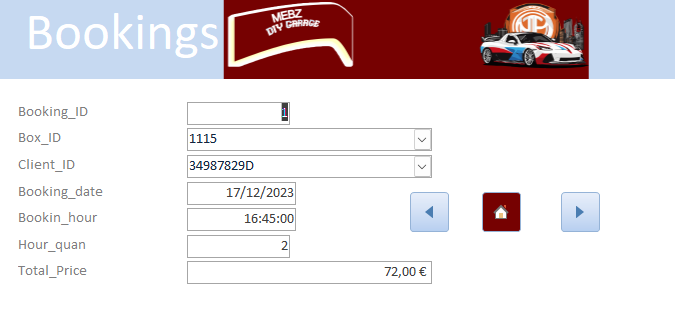 Bookings
MEBZ
DIY GARAGE
Booking_ID 1
Box_ID 1115
Client_ID 34987829D
Booking_date 17/12/2023
Bookin_hour 16:45:00
Hour_quan 2
Total_Price 72,00 €